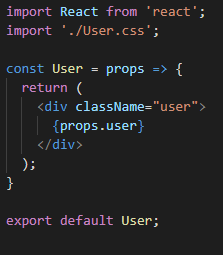 import React from 'react';
import './User.css';

const User = props => {
  return (
    <div className="user">
      {props.user}
    </div>
  );
}

export default User;